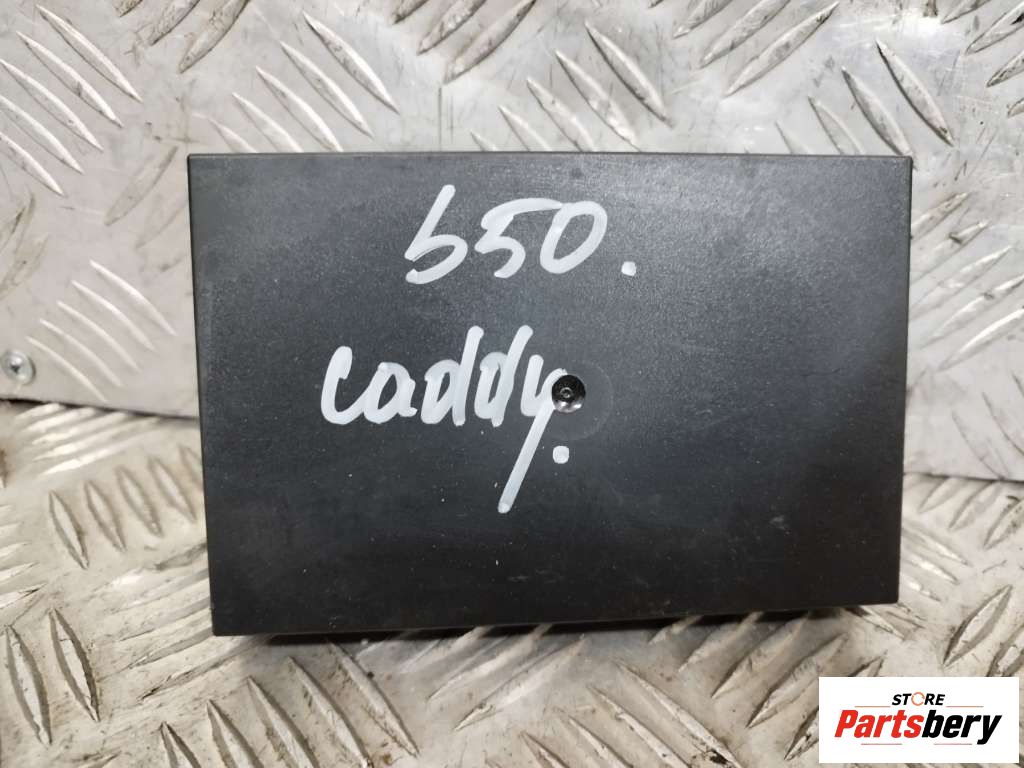 550.
Caddy.
STORE
Partsbery